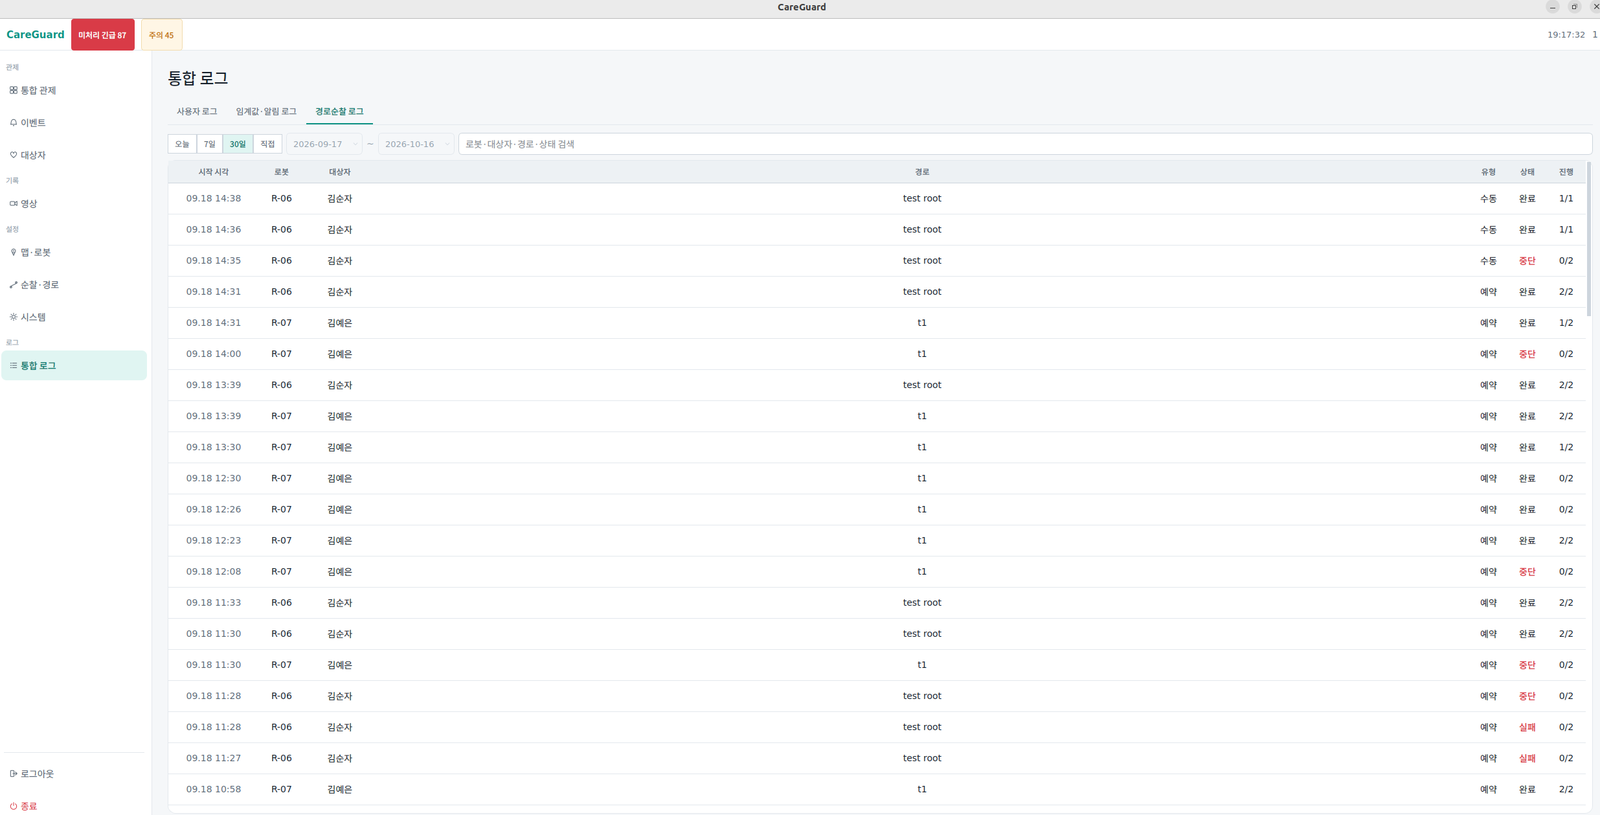 CareGuard
CareGuard 미처리 긴급 87 주의 45 19:17:32 1
관제
통합 관제
이벤트
대상자
기록
영상
설정
맵·로봇
순찰·경로
시스템
로그
통합 로그
로그아웃
종료
통합 로그
사용자 로그 임계값·알림 로그 경로순찰 로그
오늘 7일 30일 직접 2026-09-17 ~ 2026-10-16 로봇·대상자·경로·상태 검색
시작 시각 로봇 대상자 경로 유형 상태 진행
09.18 14:38 R-06 김순자 test root 수동 완료 1/1
09.18 14:36 R-06 김순자 test root 수동 완료 1/1
09.18 14:35 R-06 김순자 test root 수동 중단 0/2
09.18 14:31 R-06 김순자 test root 예약 완료 2/2
09.18 14:31 R-07 김예은 t1 예약 완료 1/2
09.18 14:00 R-07 김예은 t1 예약 중단 0/2
09.18 13:39 R-06 김순자 test root 예약 완료 2/2
09.18 13:39 R-07 김예은 t1 예약 완료 2/2
09.18 13:30 R-07 김예은 t1 예약 완료 1/2
09.18 12:30 R-07 김예은 t1 예약 완료 0/2
09.18 12:26 R-07 김예은 t1 예약 완료 0/2
09.18 12:23 R-07 김예은 t1 예약 완료 2/2
09.18 12:08 R-07 김예은 t1 예약 중단 0/2
09.18 11:33 R-06 김순자 test root 예약 완료 2/2
09.18 11:30 R-06 김순자 test root 예약 완료 2/2
09.18 11:30 R-07 김예은 t1 예약 중단 0/2
09.18 11:28 R-06 김순자 test root 예약 중단 0/2
09.18 11:28 R-06 김순자 test root 예약 실패 0/2
09.18 11:27 R-06 김순자 test root 예약 실패 0/2
09.18 10:58 R-07 김예은 t1 예약 완료 2/2